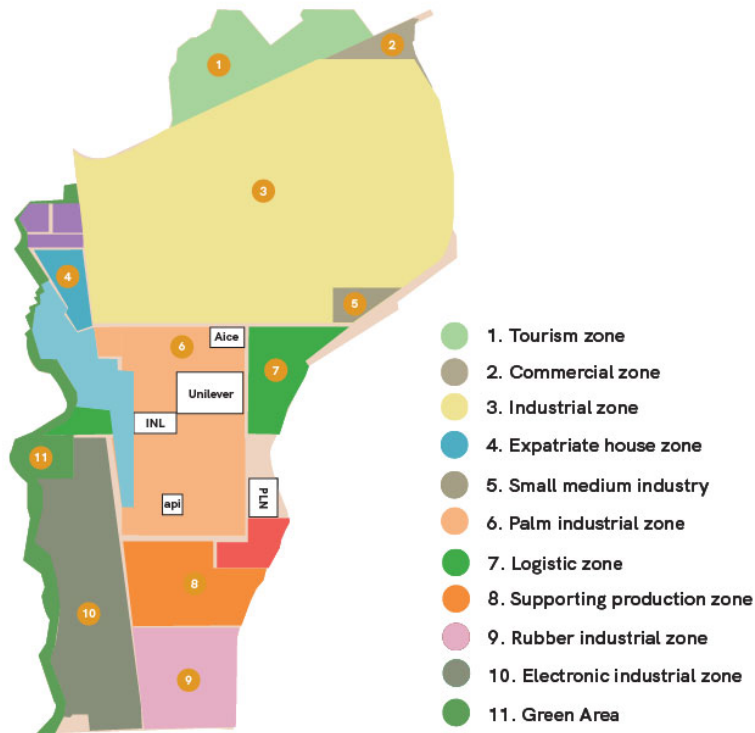 1
2
3
4
5
Aice
6
7
Unilever
INL
11
api
PLN
8
10
9
1. Tourism zone
2. Commercial zone
3. Industrial zone
4. Expatriate house zone
5. Small medium industry
6. Palm industrial zone
7. Logistic zone
8. Supporting production zone
9. Rubber industrial zone
10. Electronic industrial zone
11. Green Area